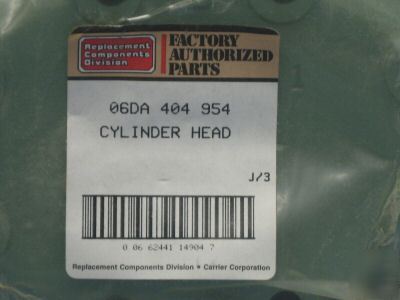 Replacement
Components
Division
FACTORY
AUTHORIZED
PARTS
06DA 404 954
CYLINDER HEAD
J/3
0 06 62441 14904 7
Replacement Components Division • Carrier Corporation